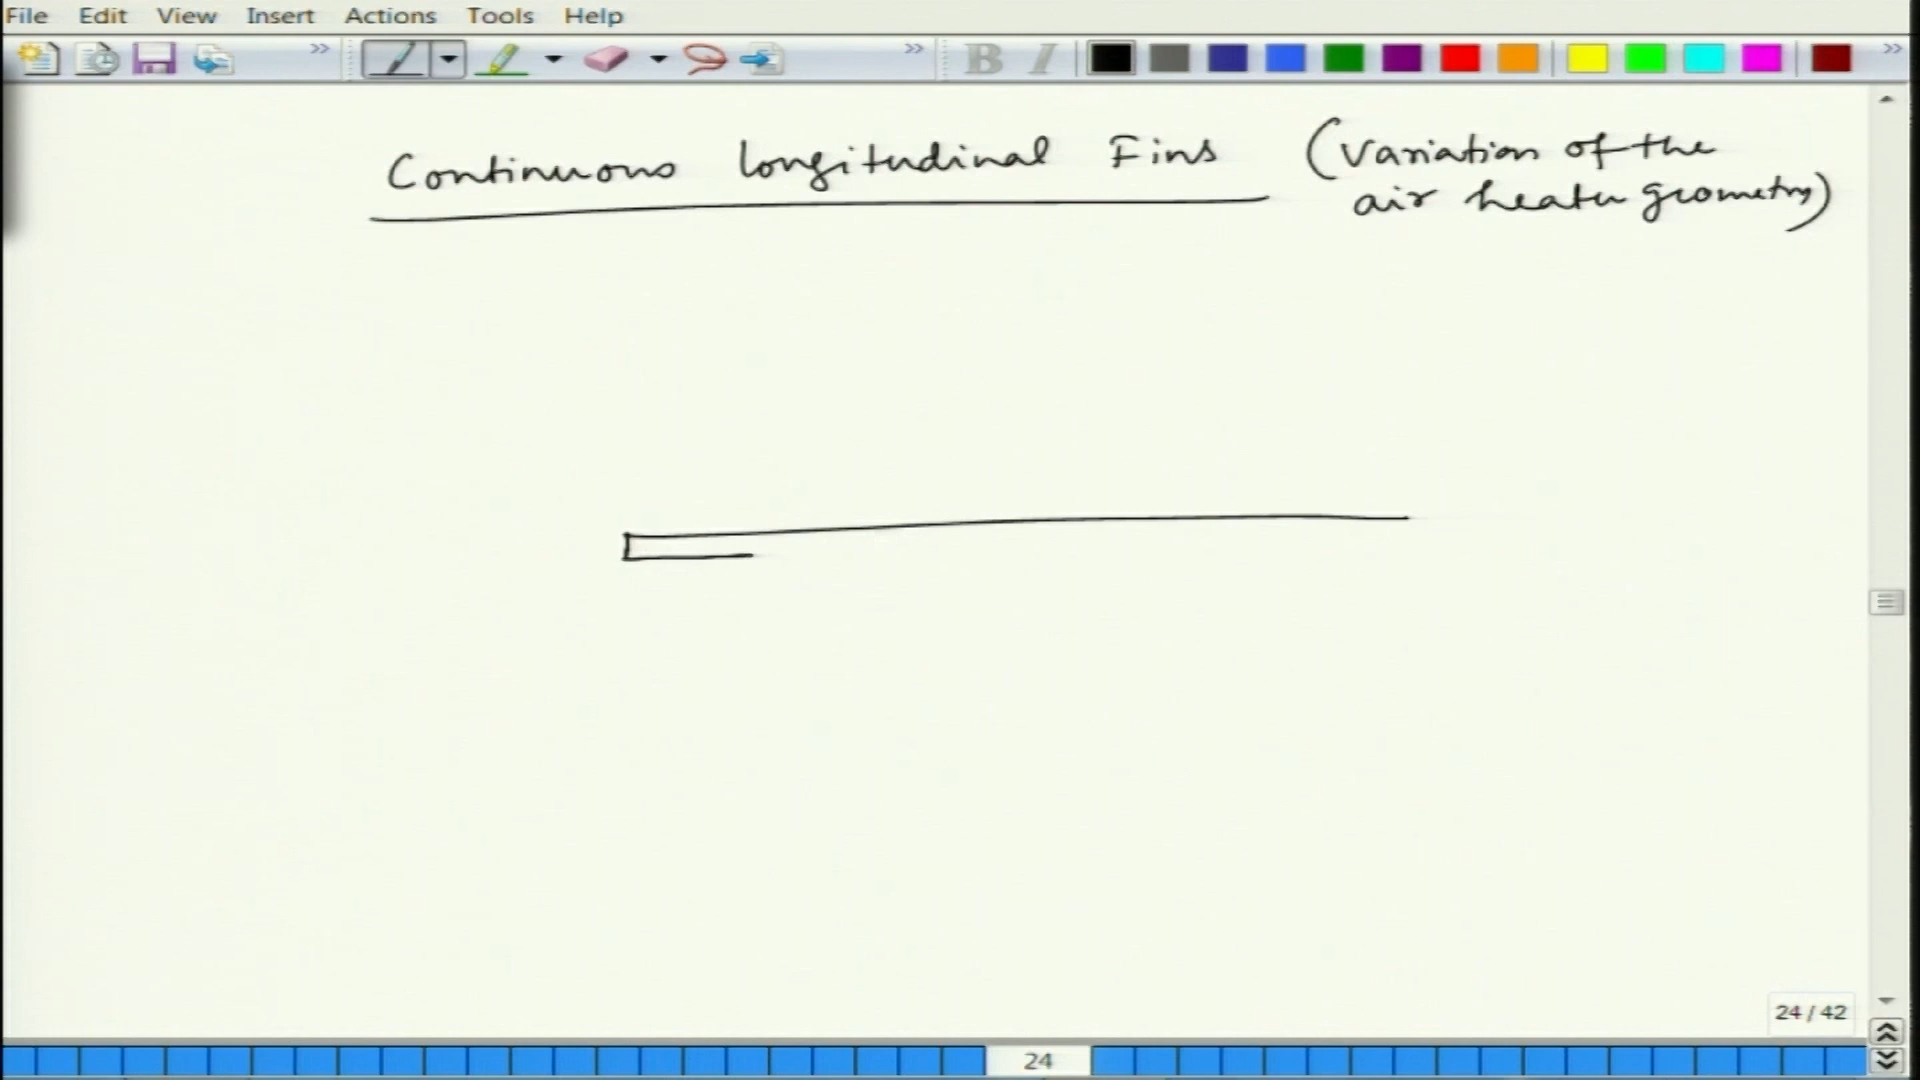 File Edit View Insert Actions Tools Help
B I
Continuous longitudinal Fins (Variation of the
air heater geometry)
24 / 42
24